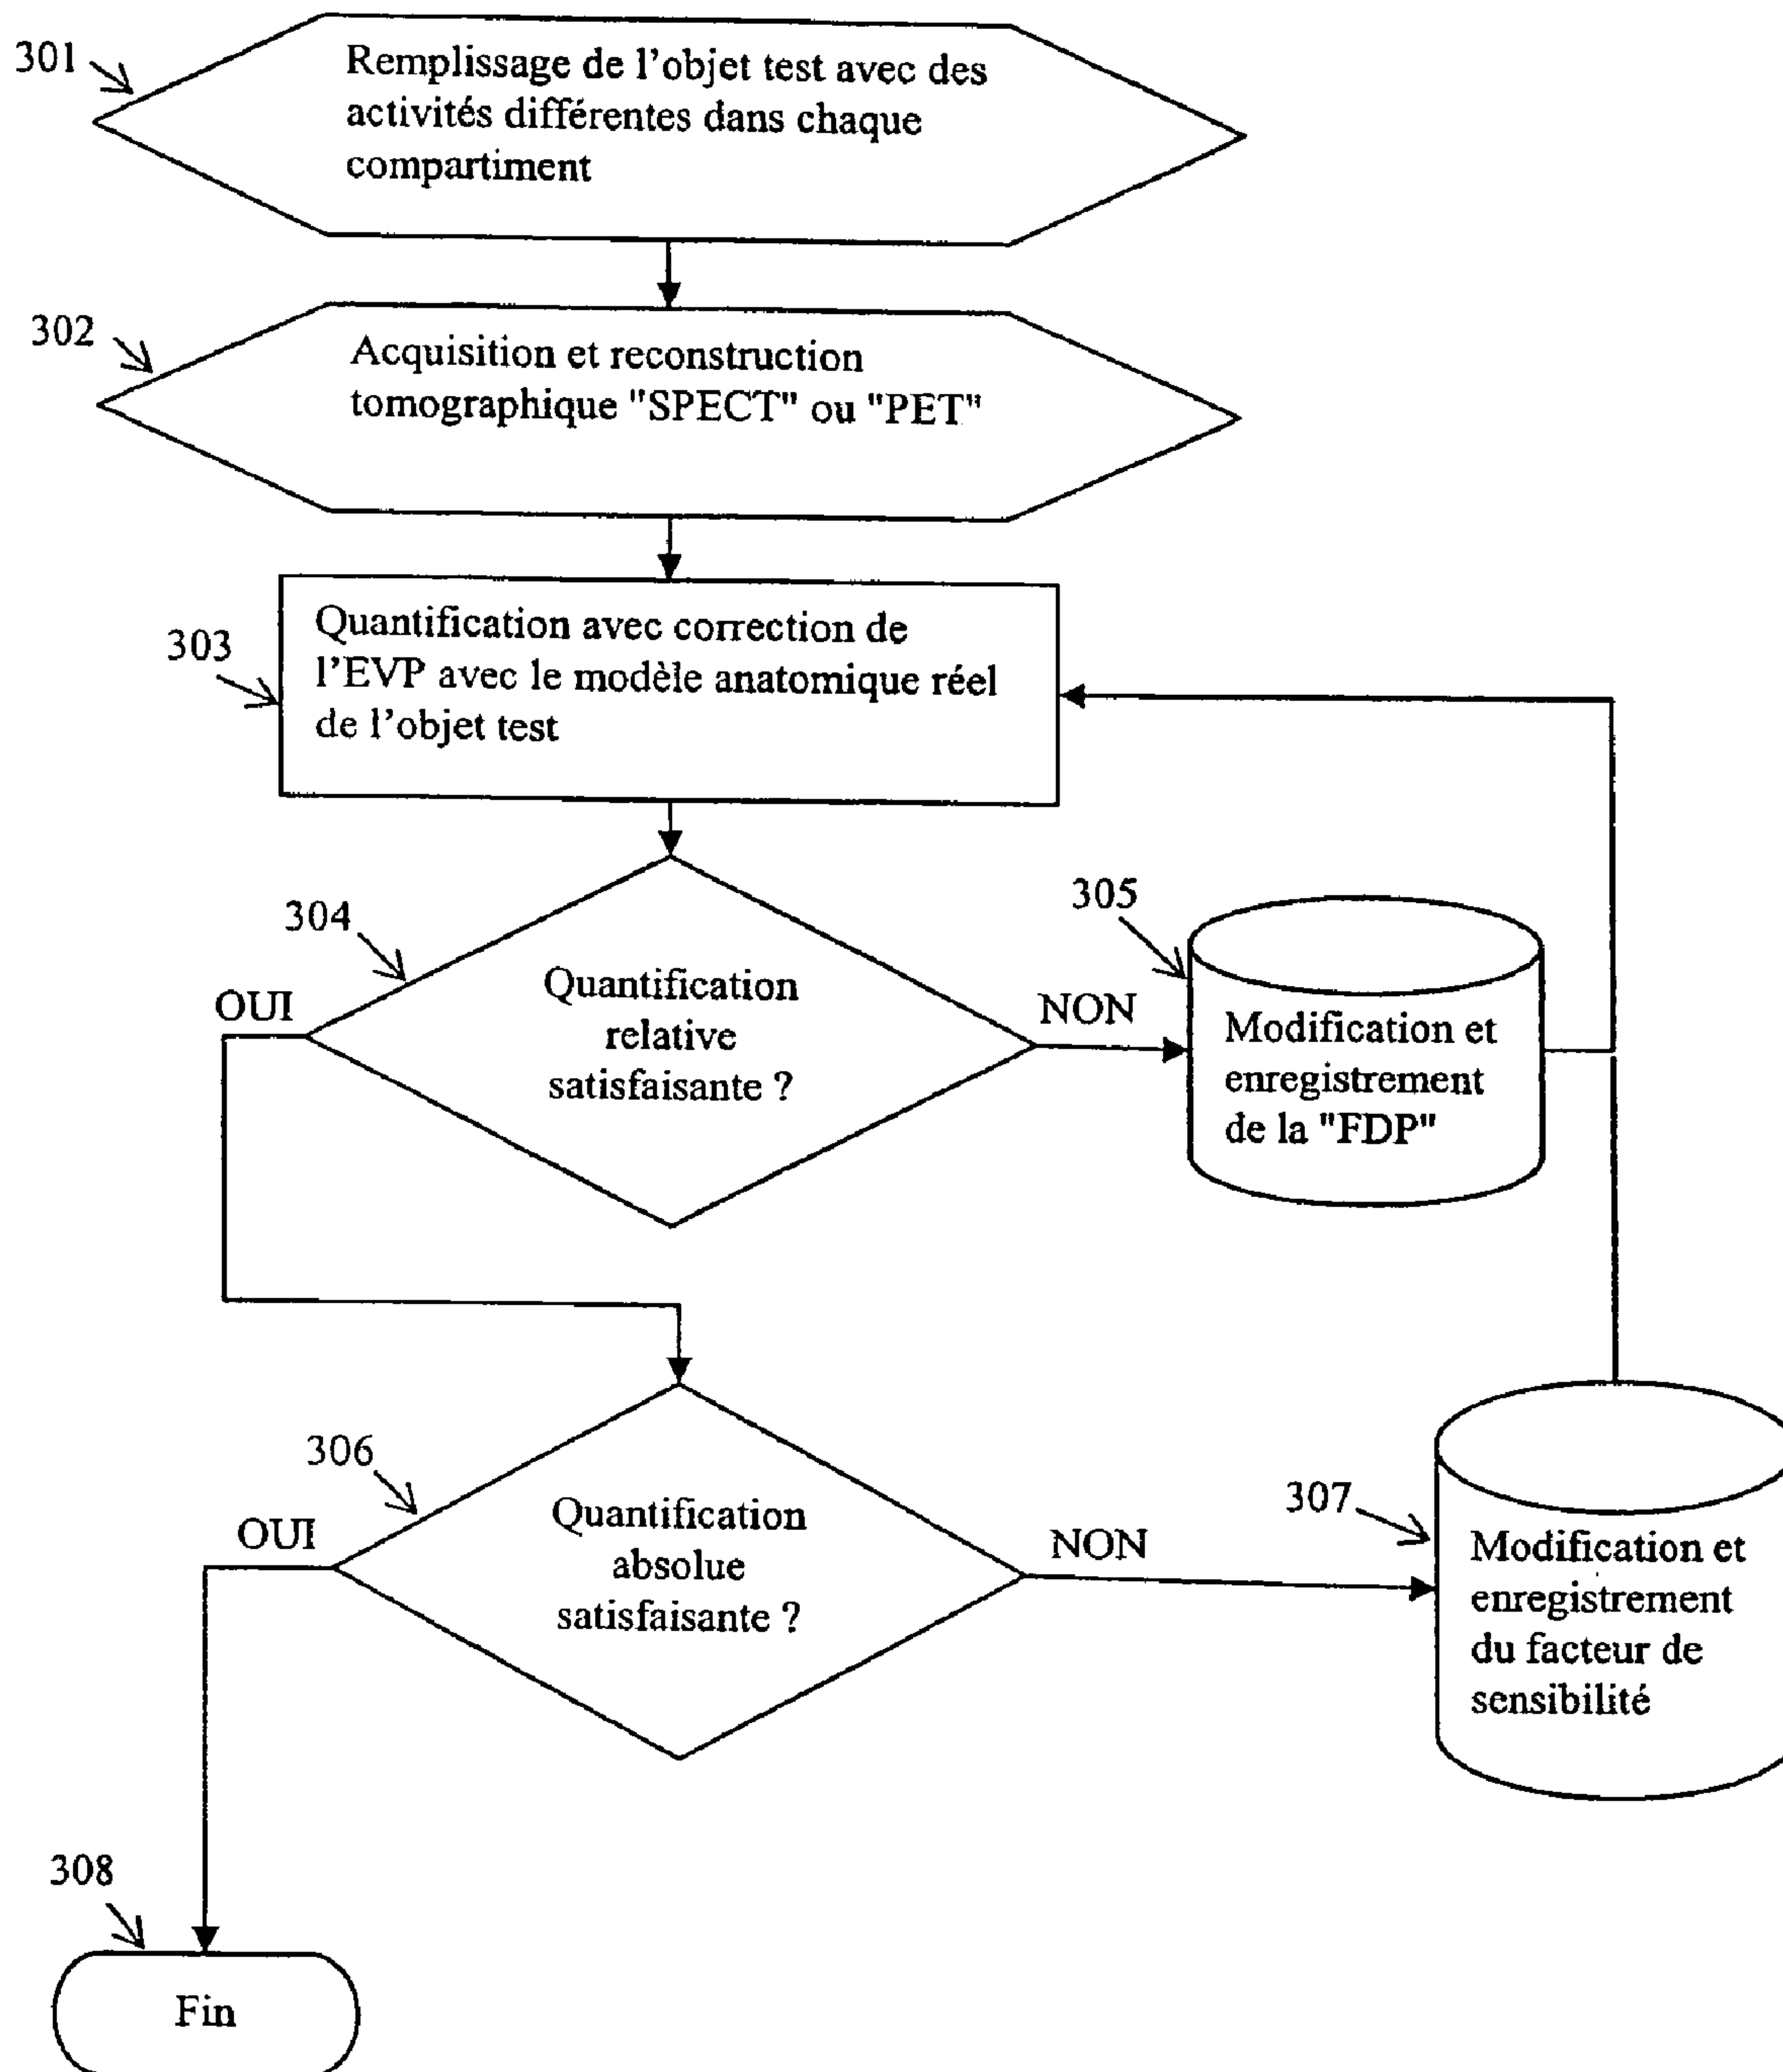 301
Remplissage de l'objet test avec des
activités différentes dans chaque
compartiment
302
Acquisition et reconstruction
tomographique "SPECT" ou "PET"
303
Quantification avec correction de
l'EVP avec le modèle anatomique réel
de l'objet test
304
OUI
Quantification
relative
satisfaisante ?
NON
305
Modification et
enregistrement
de la "FDP"
306
OUI
Quantification
absolue
satisfaisante ?
NON
307
Modification et
enregistrement
du facteur de
sensibilité
308
Fin